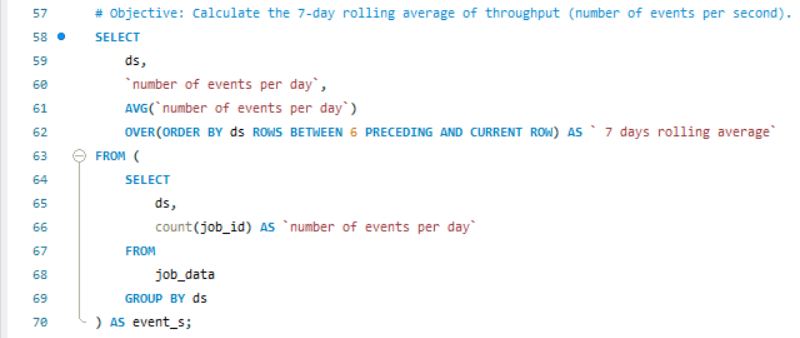 57 # Objective: Calculate the 7-day rolling average of throughput (number of events per second).
58 SELECT
59 ds,
60 `number of events per day`,
61 AVG(`number of events per day`)
62 OVER(ORDER BY ds ROWS BETWEEN 6 PRECEDING AND CURRENT ROW) AS ` 7 days rolling average`
63 FROM (
64 SELECT
65 ds,
66 count(job_id) AS `number of events per day`
67 FROM
68 job_data
69 GROUP BY ds
70 ) AS event_s;